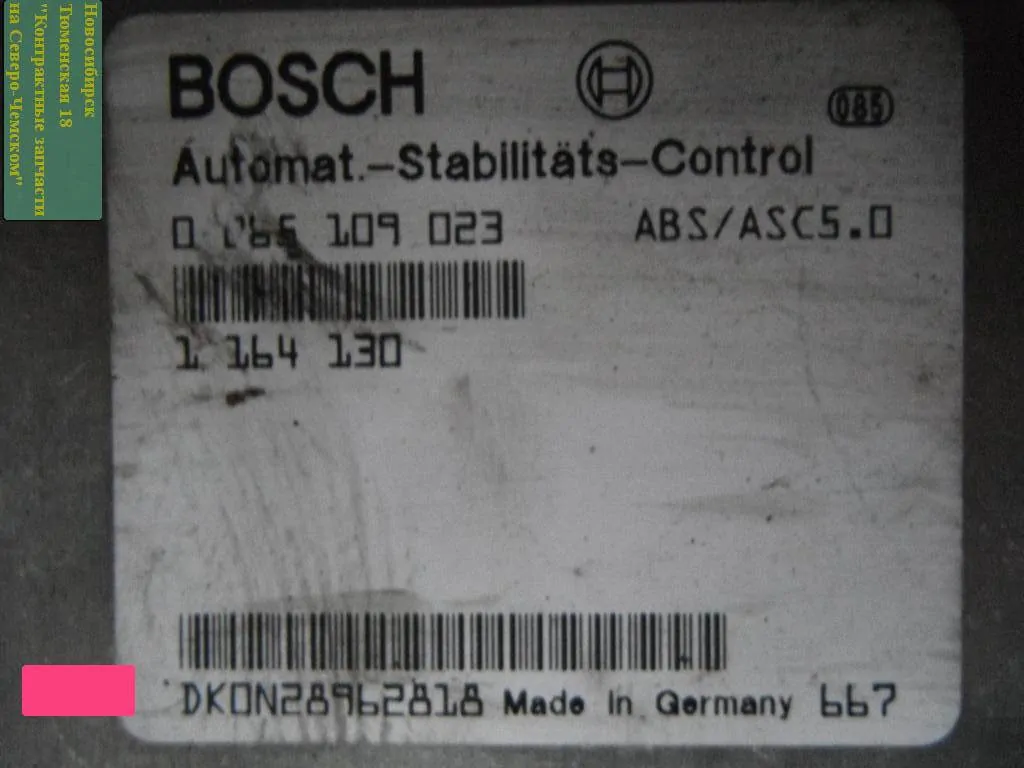 Новосибирск
Тюменская 18
"Контрактные запчасти
на Северо-Чемском"
BOSCH
085
Automat.-Stabilitäts-Control
0 265 109 023 ABS/ASC5.0
1 164 130
DKON28962818 Made In Germany 667